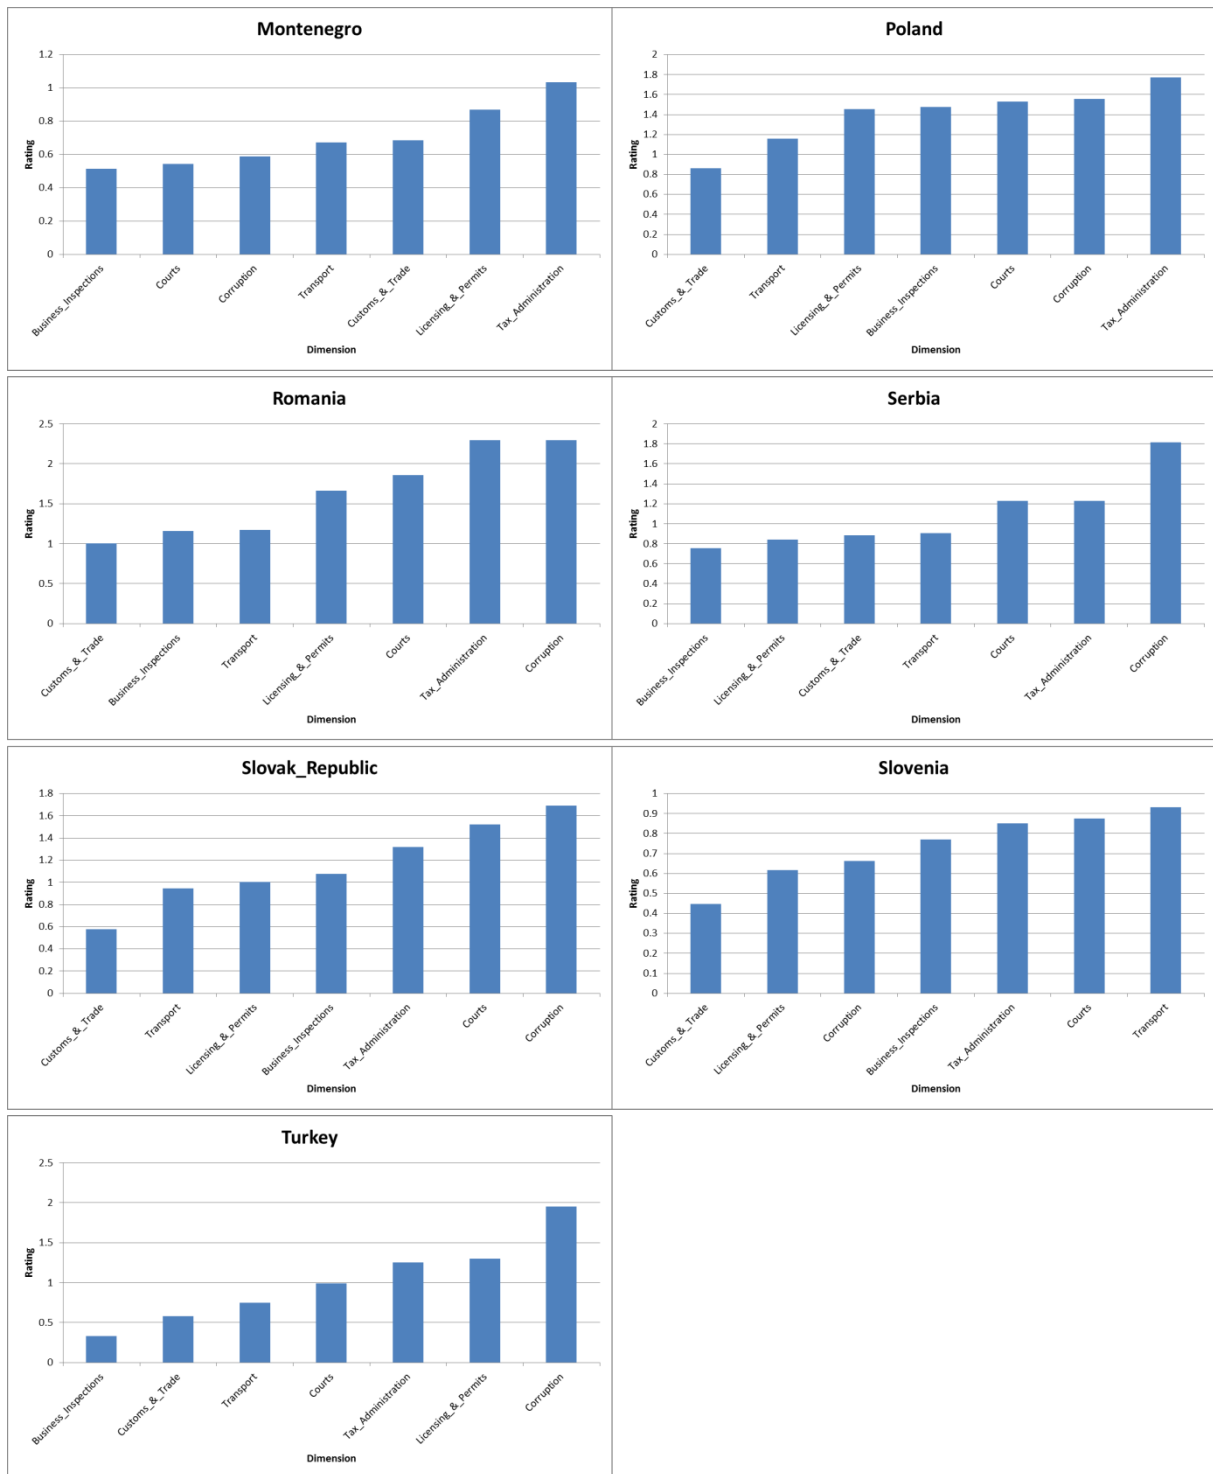 Montenegro
1.2
1
0.8
0.6
0.4
0.2
0
Rating
Business_Inspections
Courts
Corruption
Transport
Customs_&_Trade
Licensing_&_Permits
Tax_Administration
Dimension
Poland
2
1.8
1.6
1.4
1.2
1
0.8
0.6
0.4
0.2
0
Rating
Customs_&_Trade
Transport
Licensing_&_Permits
Business_Inspections
Courts
Corruption
Tax_Administration
Dimension
Romania
2.5
2
1.5
1
0.5
0
Rating
Customs_&_Trade
Business_Inspections
Transport
Licensing_&_Permits
Courts
Tax_Administration
Corruption
Dimension
Serbia
2
1.8
1.6
1.4
1.2
1
0.8
0.6
0.4
0.2
0
Rating
Business_Inspections
Licensing_&_Permits
Customs_&_Trade
Transport
Courts
Tax_Administration
Corruption
Dimension
Slovak_Republic
1.8
1.6
1.4
1.2
1
0.8
0.6
0.4
0.2
0
Rating
Customs_&_Trade
Transport
Licensing_&_Permits
Business_Inspections
Tax_Administration
Courts
Corruption
Dimension
Slovenia
1
0.9
0.8
0.7
0.6
0.5
0.4
0.3
0.2
0.1
0
Rating
Customs_&_Trade
Licensing_&_Permits
Corruption
Business_Inspections
Tax_Administration
Courts
Transport
Dimension
Turkey
2.5
2
1.5
1
0.5
0
Rating
Business_Inspections
Customs_&_Trade
Transport
Courts
Tax_Administration
Licensing_&_Permits
Corruption
Dimension